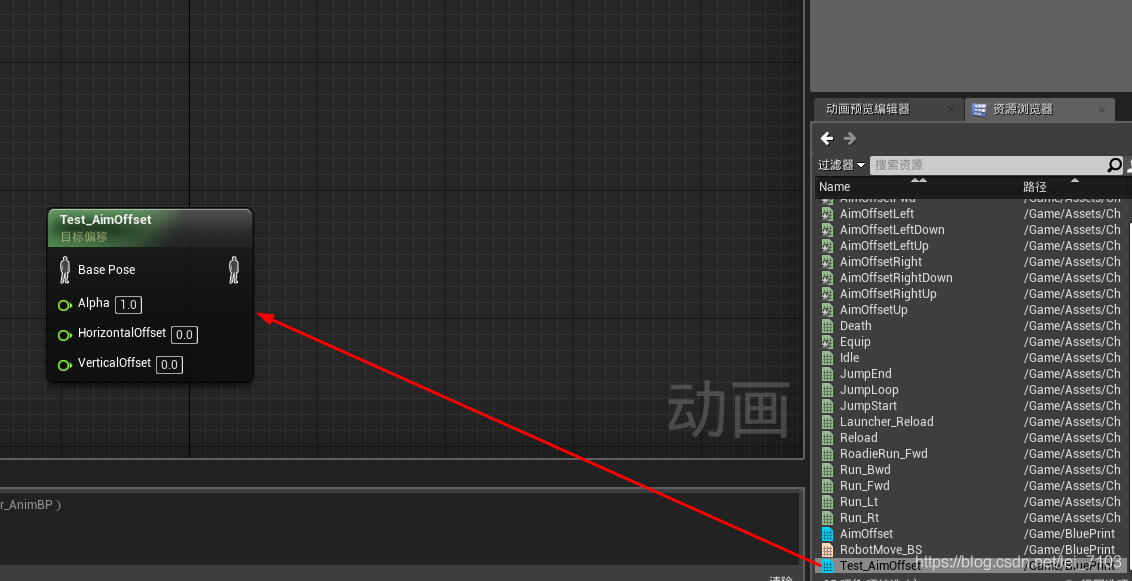 Test_AimOffset
目标偏移
Base Pose
Alpha 1.0
HorizontalOffset 0.0
VerticalOffset 0.0
动画
r_AnimBP )
清除
动画预览编辑器
资源浏览器
过滤器 搜索资源
Name 路径
AimOffsetFwd /Game/Assets/Ch
AimOffsetLeft /Game/Assets/Ch
AimOffsetLeftDown /Game/Assets/Ch
AimOffsetLeftUp /Game/Assets/Ch
AimOffsetRight /Game/Assets/Ch
AimOffsetRightDown /Game/Assets/Ch
AimOffsetRightUp /Game/Assets/Ch
AimOffsetUp /Game/Assets/Ch
Death /Game/Assets/Ch
Equip /Game/Assets/Ch
Idle /Game/Assets/Ch
JumpEnd /Game/Assets/Ch
JumpLoop /Game/Assets/Ch
JumpStart /Game/Assets/Ch
Launcher_Reload /Game/Assets/Ch
Reload /Game/Assets/Ch
RoadieRun_Fwd /Game/Assets/Ch
Run_Bwd /Game/Assets/Ch
Run_Fwd /Game/Assets/Ch
Run_Lt /Game/Assets/Ch
Run_Rt /Game/Assets/Ch
AimOffset /Game/BluePrint
RobotMove_BS /Game/BluePrint
Test_AimOffset /Game/BluePrint
https://blog.csdn.net/lei_7103